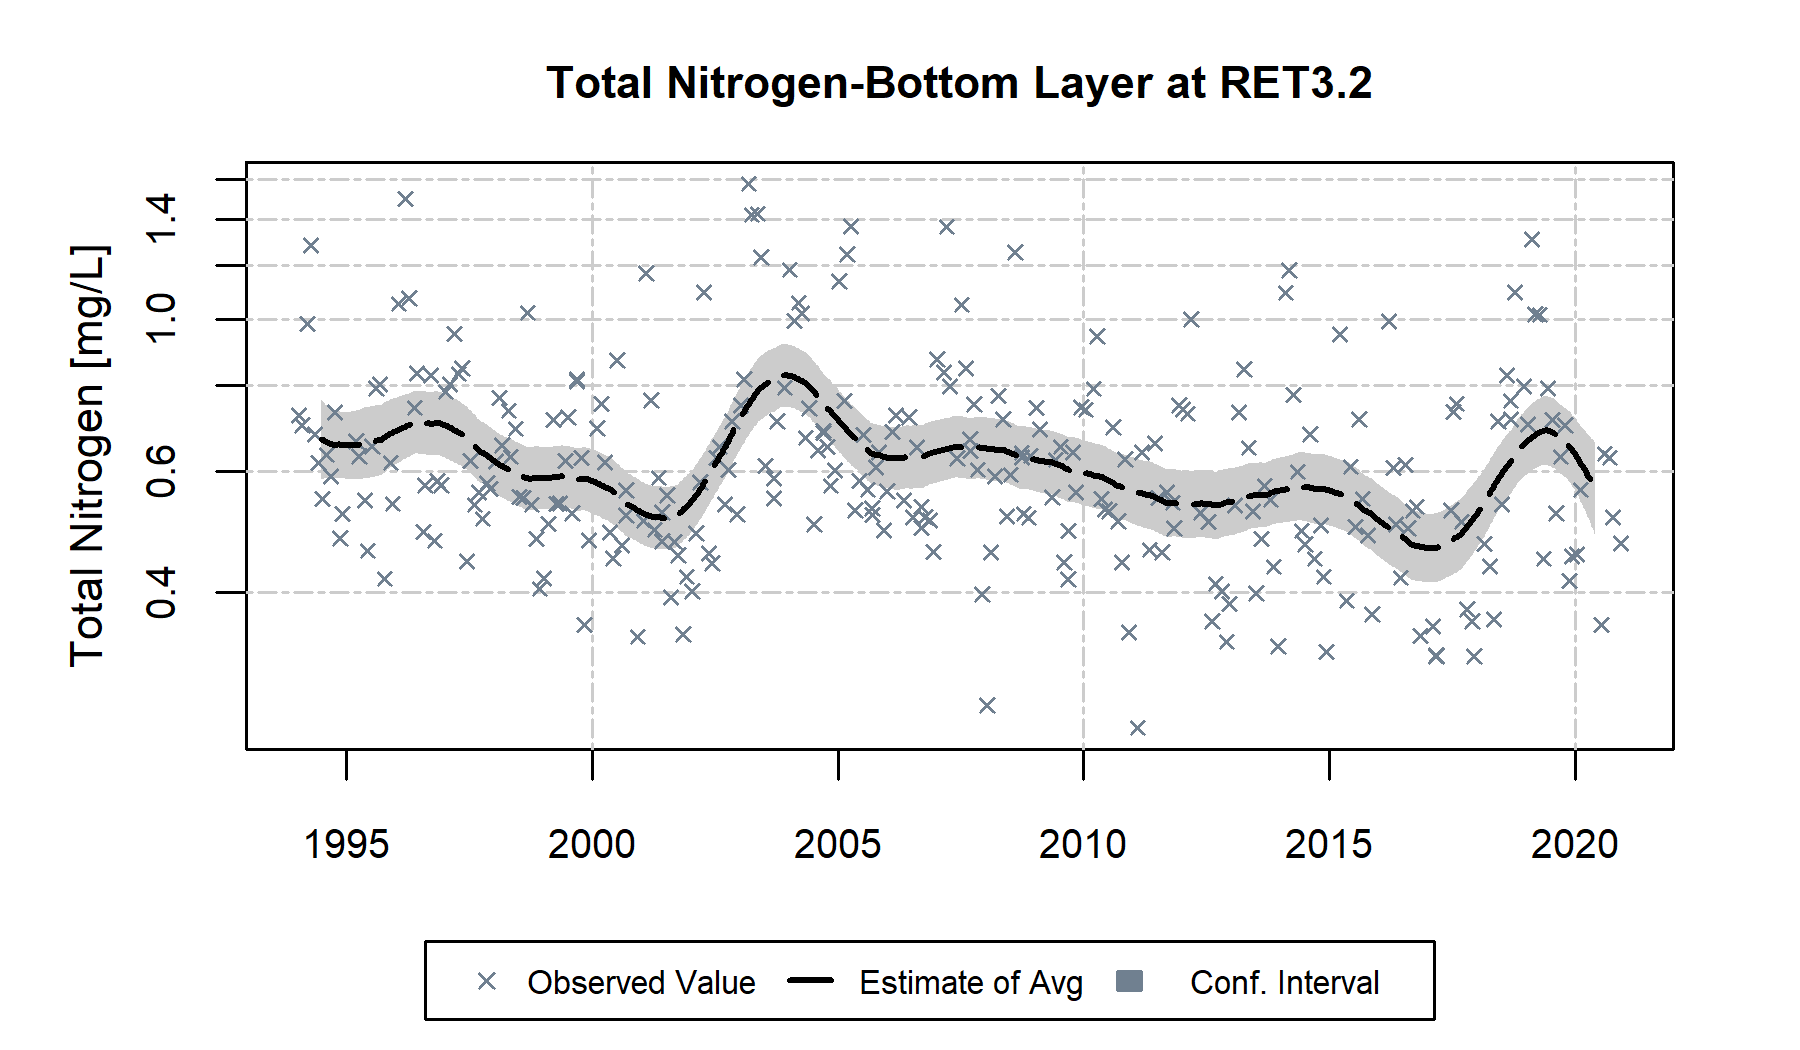 Total Nitrogen-Bottom Layer at RET3.2
Total Nitrogen [mg/L]
1.4
1.0
0.6
0.4
1995 2000 2005 2010 2015 2020
Observed Value Estimate of Avg Conf. Interval